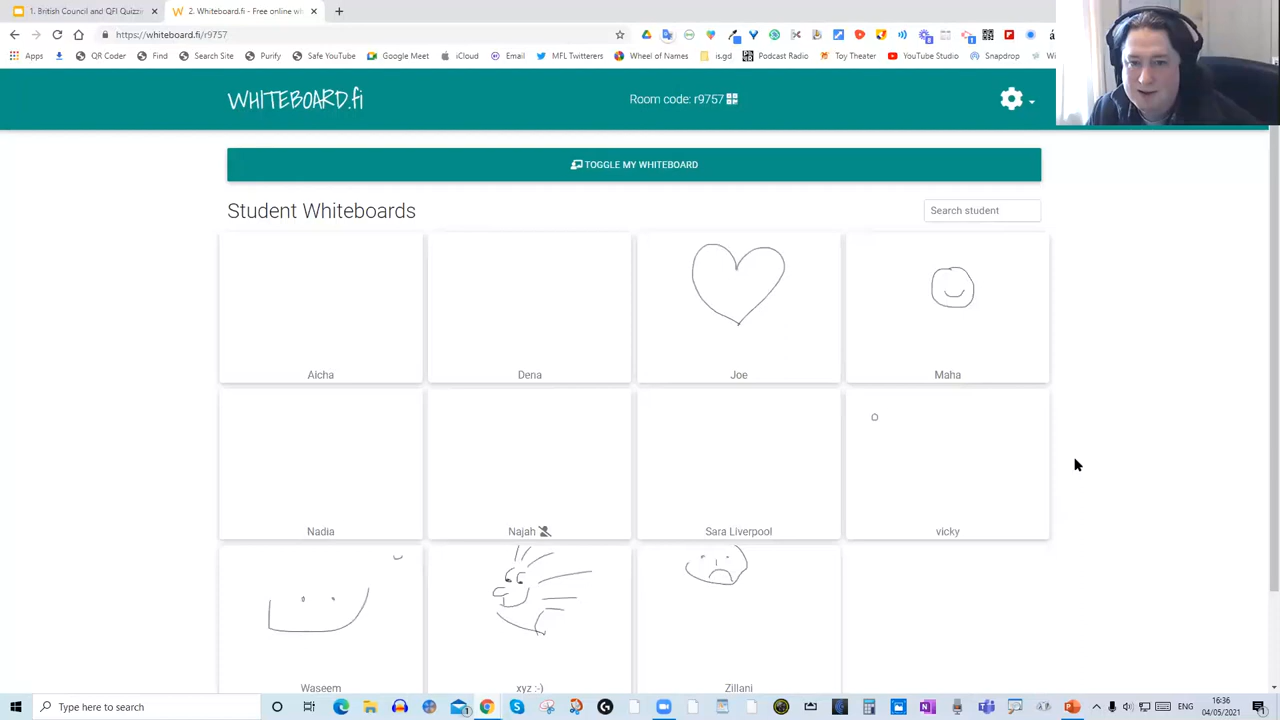 1. British Council and QFI Quizzi
2. Whiteboard.fi - Free online wh
https://whiteboard.fi/r9757
Apps
QR Coder
Find
Search Site
Purify
Safe YouTube
Google Meet
iCloud
Email
MFL Twitterers
Wheel of Names
is.gd
Podcast Radio
Toy Theater
YouTube Studio
Snapdrop
WHITEBOARD.fi
Room code: r9757
TOGGLE MY WHITEBOARD
Student Whiteboards
Search student
Aicha
Dena
Joe
Maha
Nadia
Najah
Sara Liverpool
vicky
Waseem
xyz :-)
Zillani
Type here to search
ENG
16:36
04/05/2021